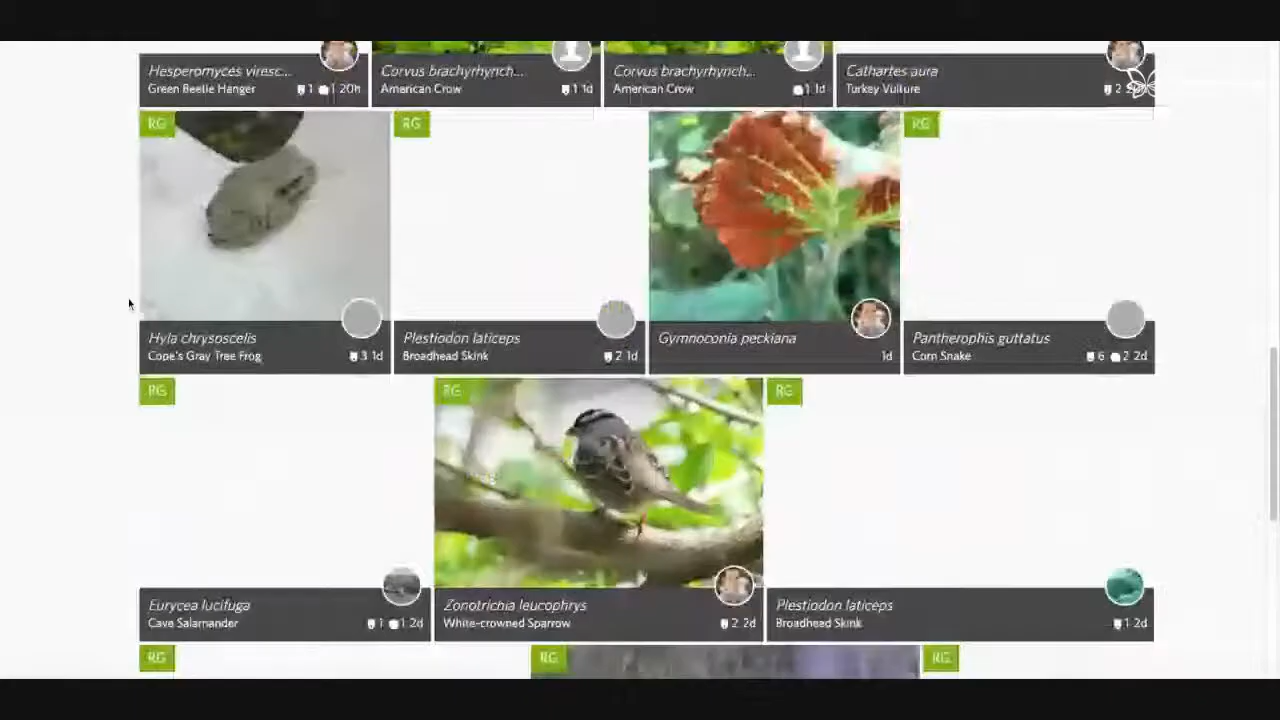 Hesperomyces viresc...
Green Beetle Hanger
1 1 20h
Corvus brachyrhynch...
American Crow
1 1d
Corvus brachyrhynch...
American Crow
1 1d
Cathartes aura
Turkey Vulture
2
RG
Hyla chrysoscelis
Cope's Gray Tree Frog
3 1d
RG
Plestiodon laticeps
Broadhead Skink
2 1d
Gymnoconia peckiana
1d
RG
Pantherophis guttatus
Corn Snake
6 2 2d
RG
Eurycea lucifuga
Cave Salamander
1 1 2d
RG
Zonotrichia leucophrys
White-crowned Sparrow
2 2d
RG
Plestiodon laticeps
Broadhead Skink
1 2d
RG
RG
RG